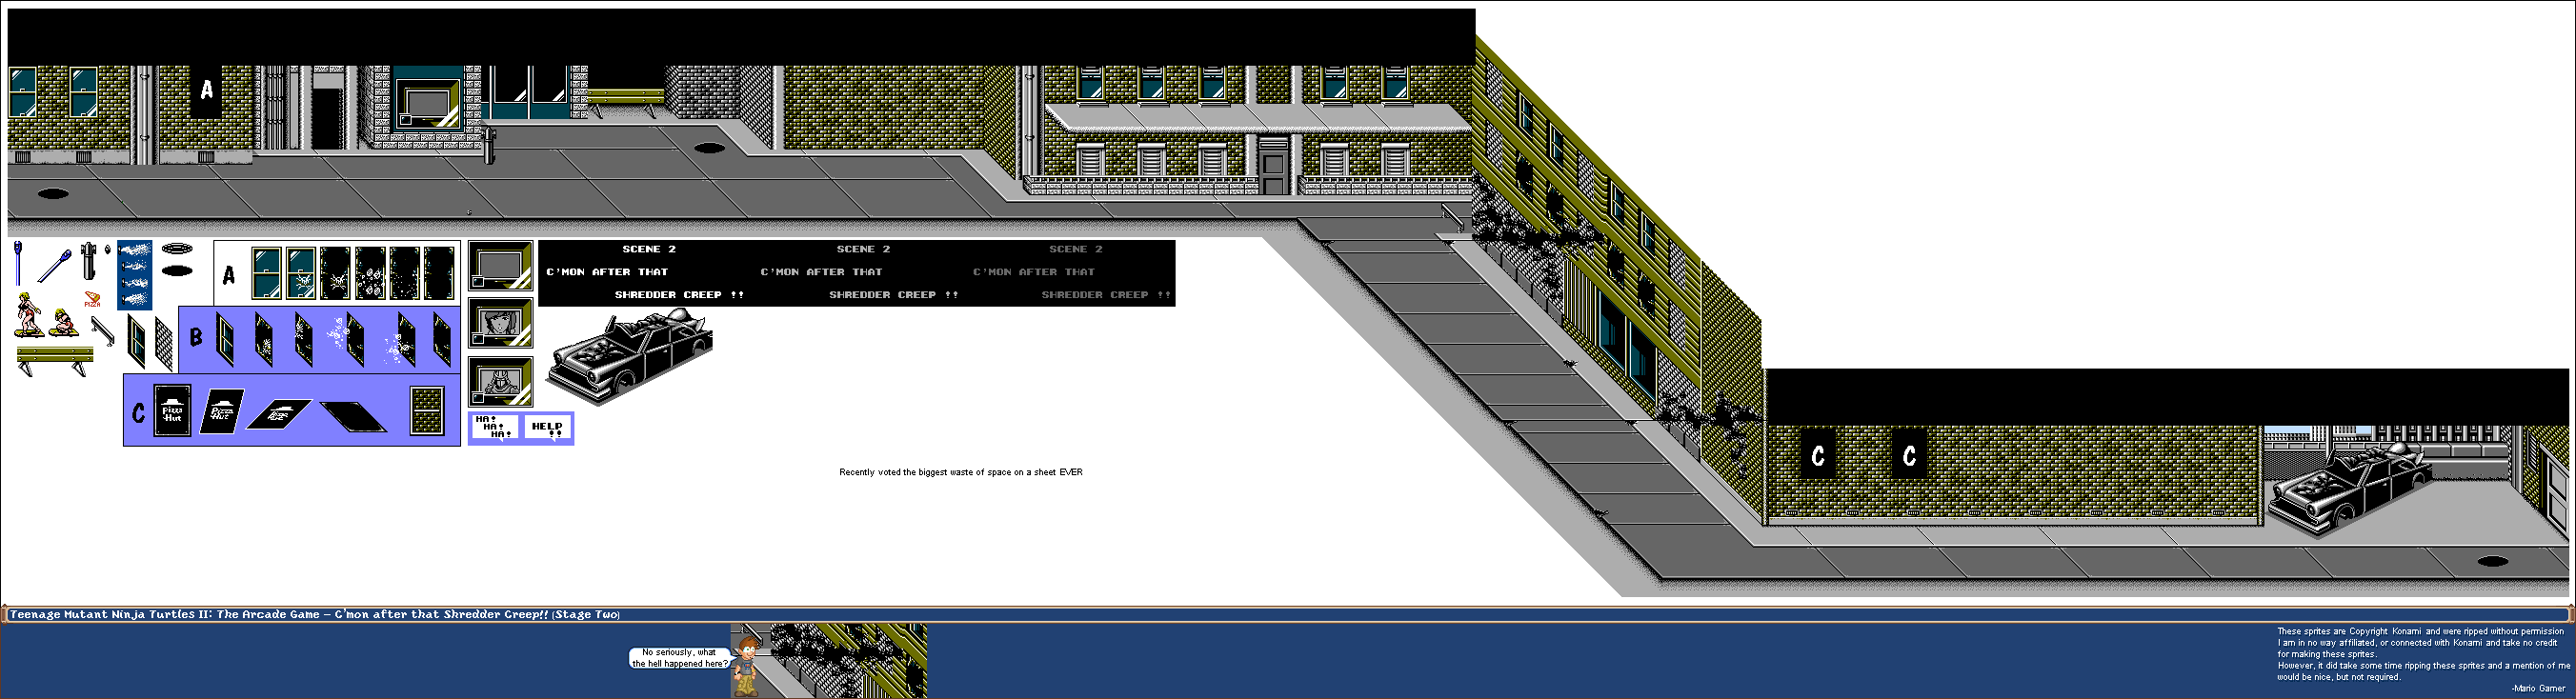 A
SCENE 2
C'MON AFTER THAT
SHREDDER CREEP !!
SCENE 2
C'MON AFTER THAT
SHREDDER CREEP !!
SCENE 2
C'MON AFTER THAT
SHREDDER CREEP !!
A
PIZZA
B
C
Pizza
Hut
Pizza
Hut
Pizza
Hut
HA!
HA!
HA!
HELP
!!
C
C
Recently voted the biggest waste of space on a sheet EVER
Teenage Mutant Ninja Turtles II: The Arcade Game - C'mon after that Shredder Creep!! (Stage Two)
No seriously, what
the hell happened here?
These sprites are Copyright Konami and were ripped without permission
I am in no way affiliated, or connected with Konami and take no credit
for making these sprites.
However, it did take some time ripping these sprites and a mention of me
would be nice, but not required.
-Mario Gamer